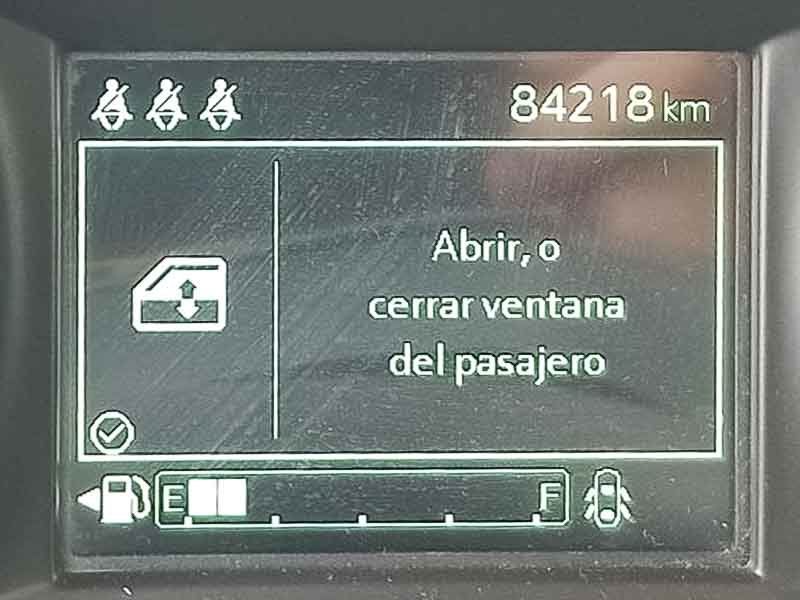 84218 km
Abrir, o
cerrar ventana
del pasajero
E F